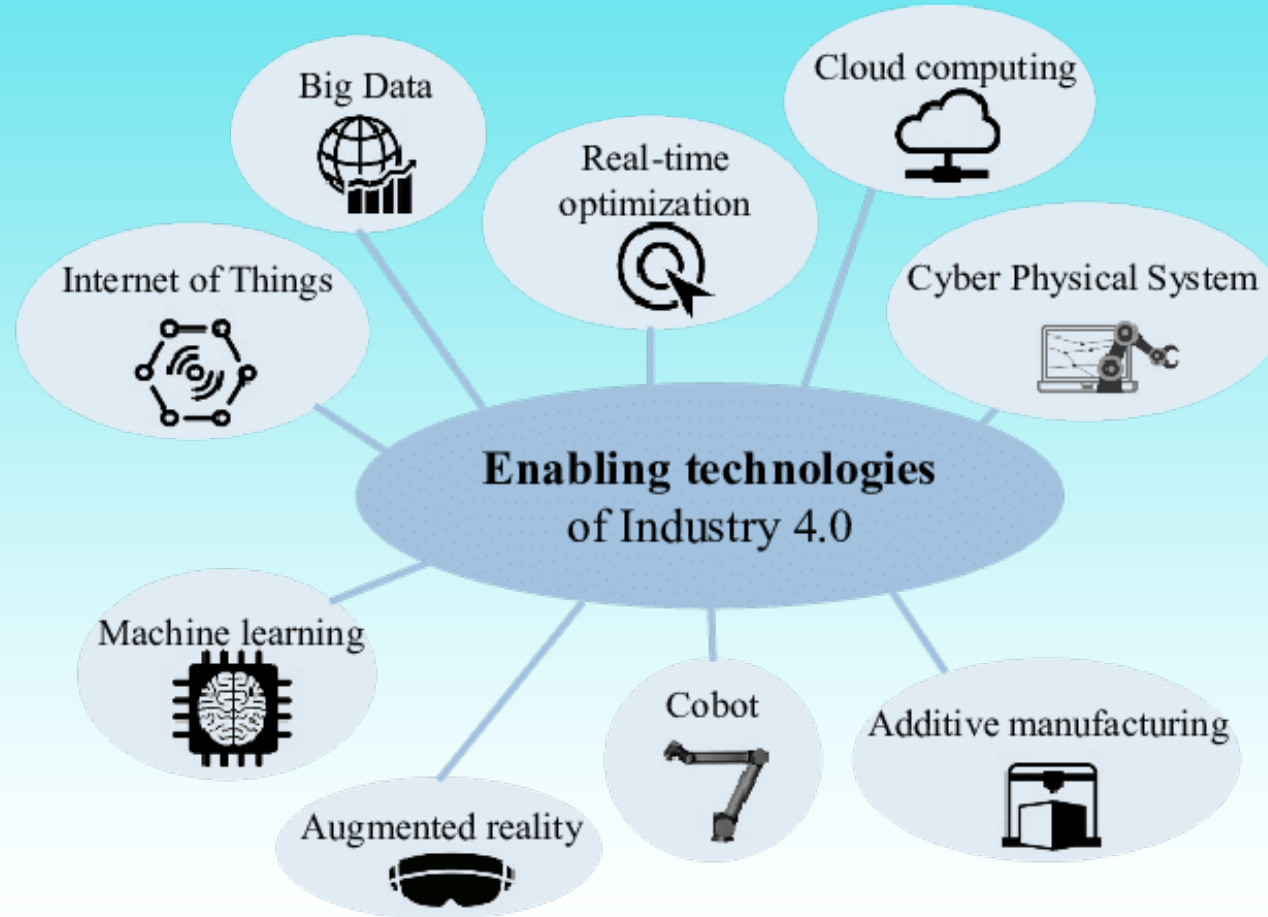 Big Data
Cloud computing
Real-time
optimization
Internet of Things
Cyber Physical System
Enabling technologies
of Industry 4.0
Machine learning
Cobot
Additive manufacturing
Augmented reality